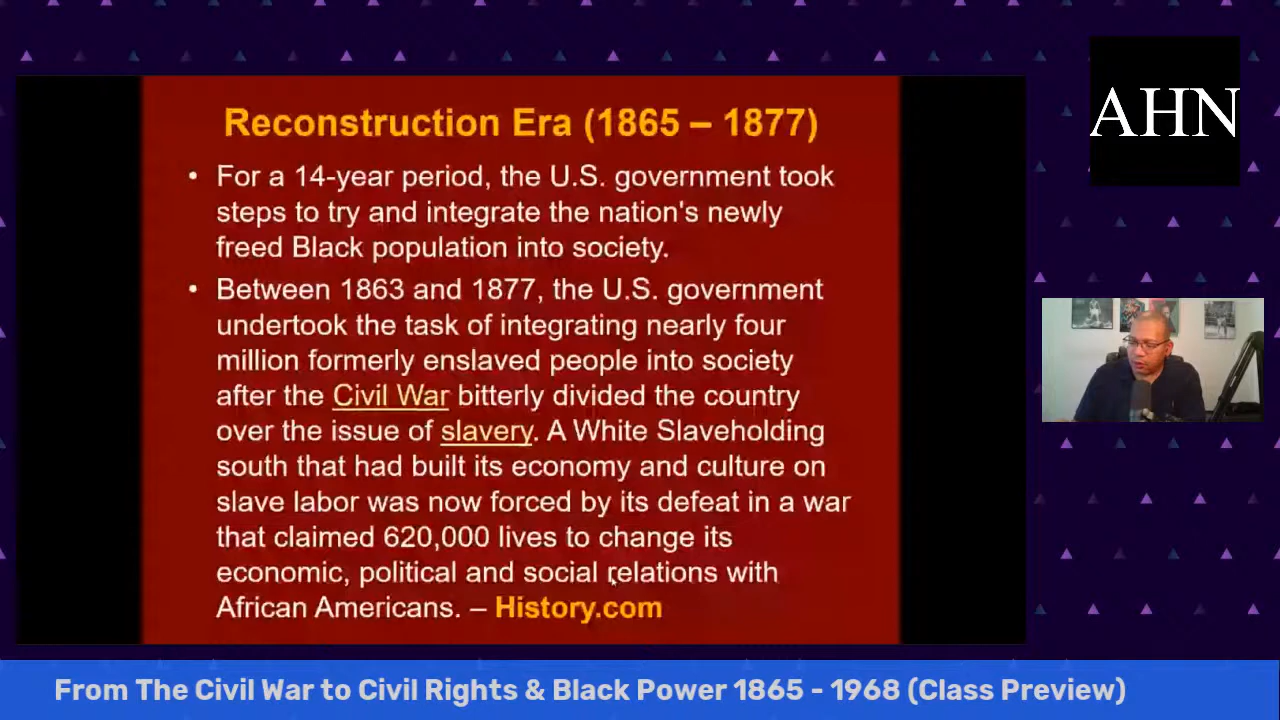 Reconstruction Era (1865 – 1877)
• For a 14-year period, the U.S. government took
steps to try and integrate the nation's newly
freed Black population into society.
• Between 1863 and 1877, the U.S. government
undertook the task of integrating nearly four
million formerly enslaved people into society
after the Civil War bitterly divided the country
over the issue of slavery. A White Slaveholding
south that had built its economy and culture on
slave labor was now forced by its defeat in a war
that claimed 620,000 lives to change its
economic, political and social relations with
African Americans. – History.com
AHN
From The Civil War to Civil Rights & Black Power 1865 - 1968 (Class Preview)